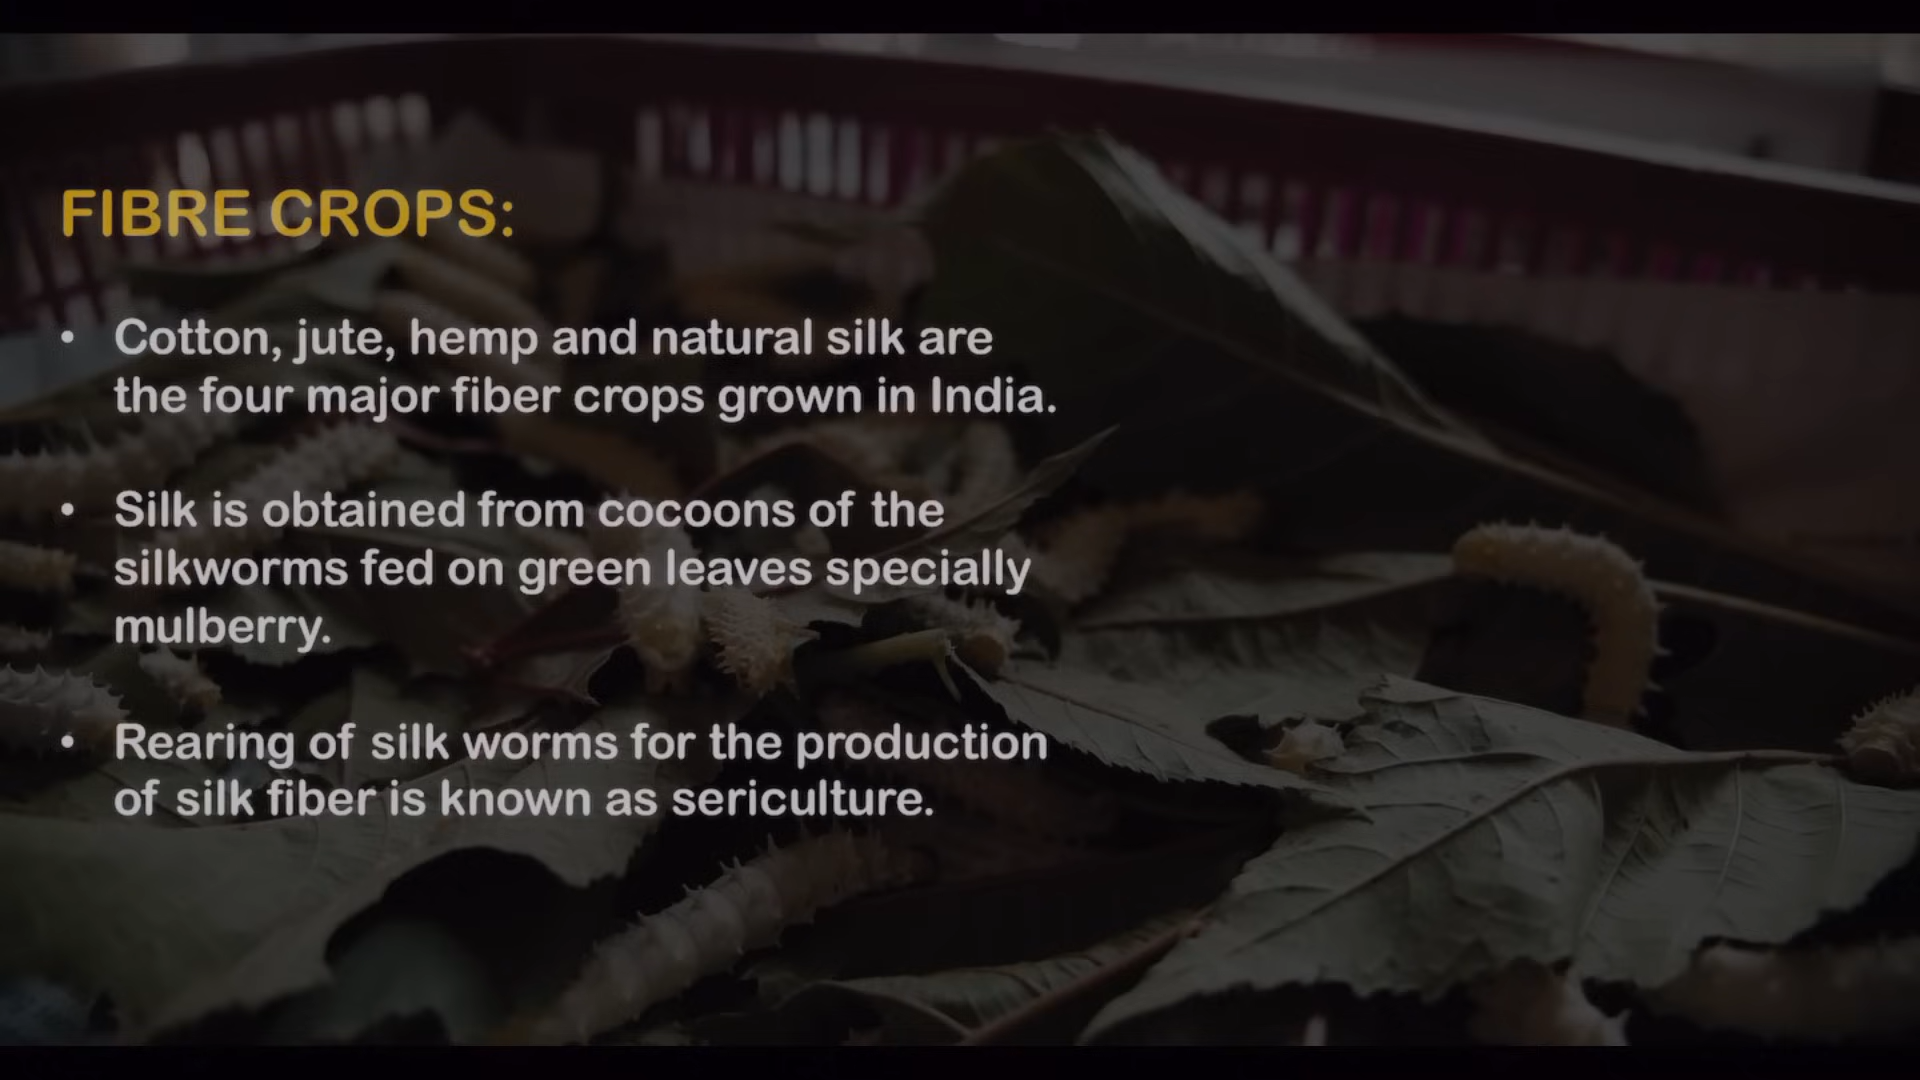 FIBRE CROPS:
• Cotton, jute, hemp and natural silk are
the four major fiber crops grown in India.
• Silk is obtained from cocoons of the
silkworms fed on green leaves specially
mulberry.
• Rearing of silk worms for the production
of silk fiber is known as sericulture.